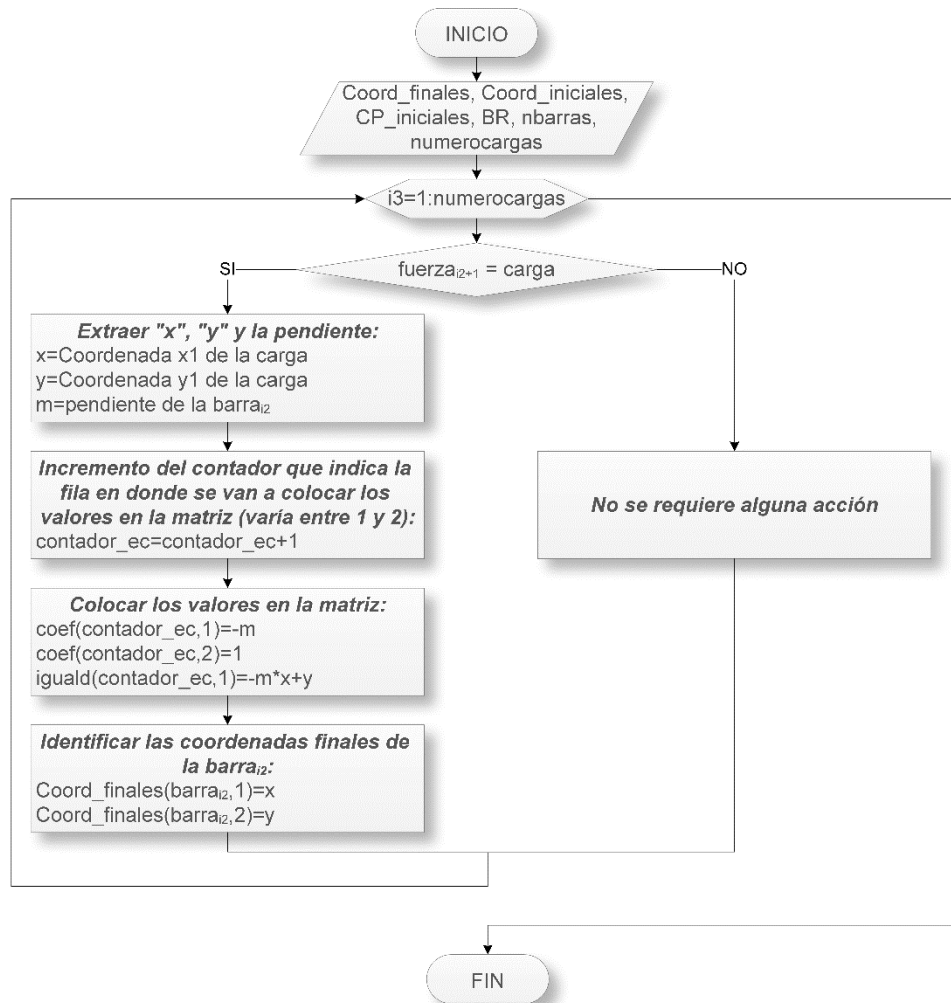 INICIO
Coord_finales, Coord_iniciales,
CP_iniciales, BR, nbarras,
numerocargas
i3=1:numerocargas
SI
fuerzai2+1 = carga
NO
Extraer "x", "y" y la pendiente:
x=Coordenada x1 de la carga
y=Coordenada y1 de la carga
m=pendiente de la barrai2
Incremento del contador que indica la
fila en donde se van a colocar los
valores en la matriz (varía entre 1 y 2):
contador_ec=contador_ec+1
No se requiere alguna acción
Colocar los valores en la matriz:
coef(contador_ec,1)=-m
coef(contador_ec,2)=1
iguald(contador_ec,1)=-m*x+y
Identificar las coordenadas finales de
la barrai2:
Coord_finales(barrai2,1)=x
Coord_finales(barrai2,2)=y
FIN